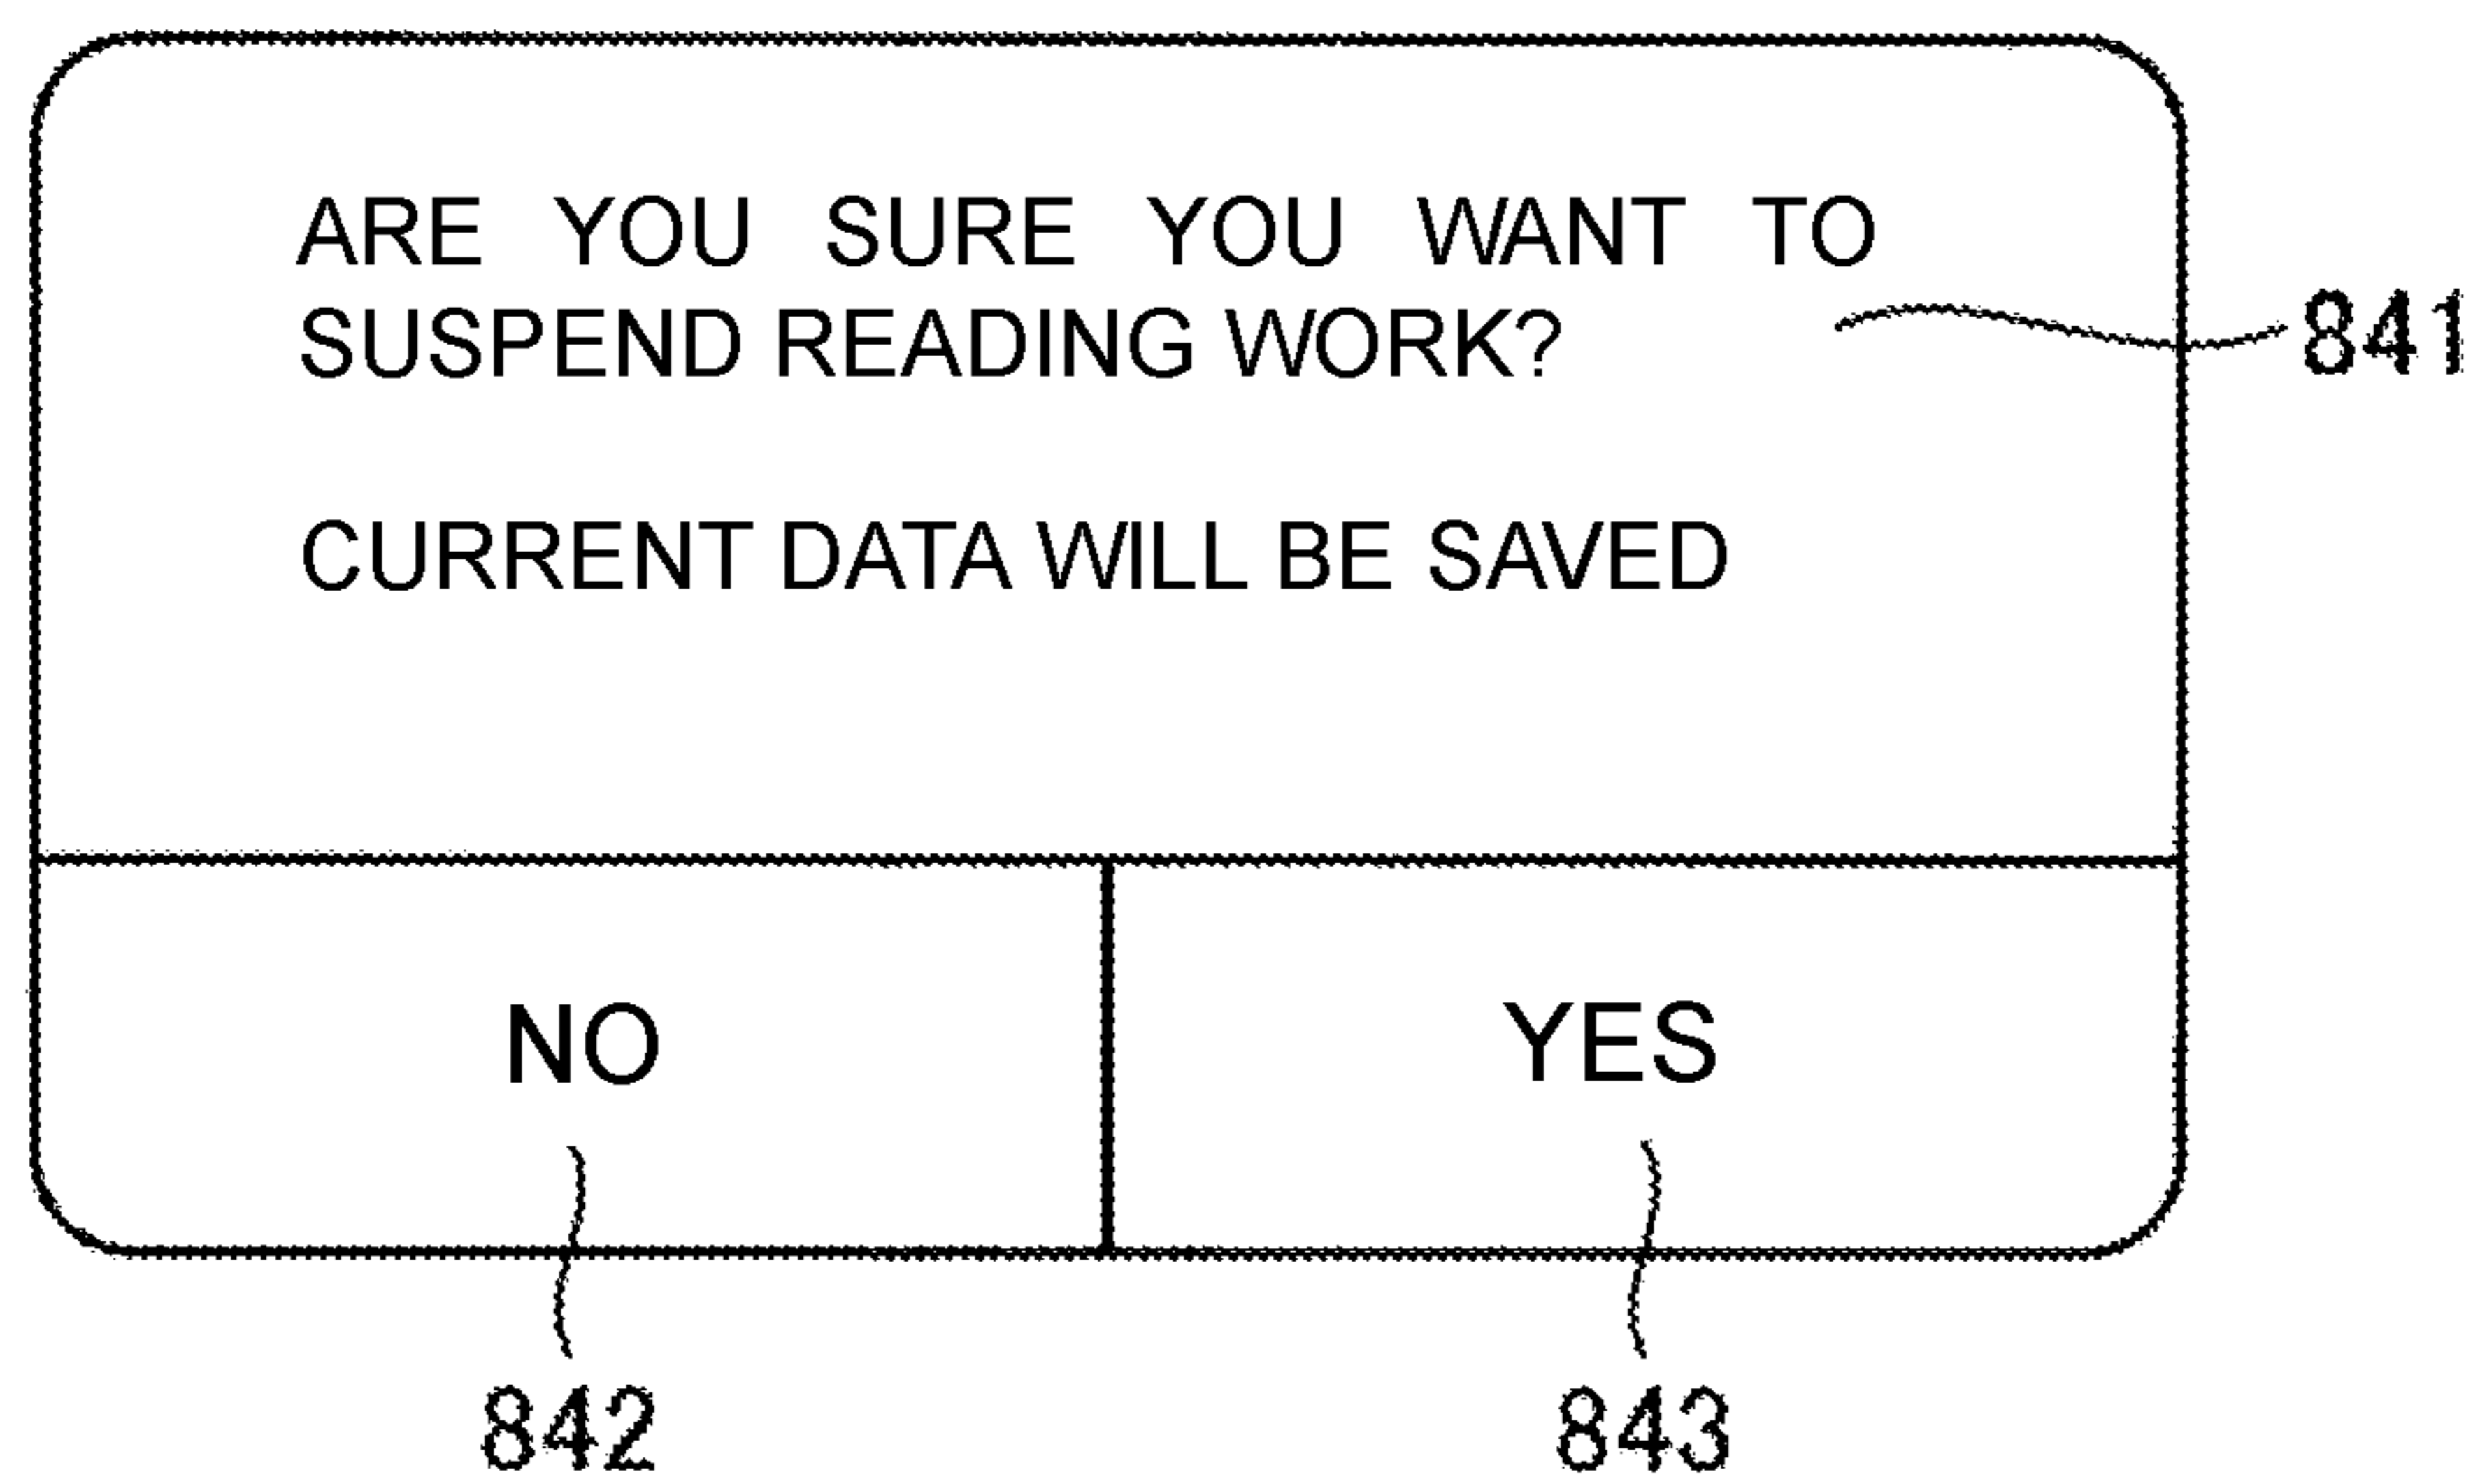 ARE YOU SURE YOU WANT TO
SUSPEND READING WORK?
841
CURRENT DATA WILL BE SAVED
NO
YES
842
843